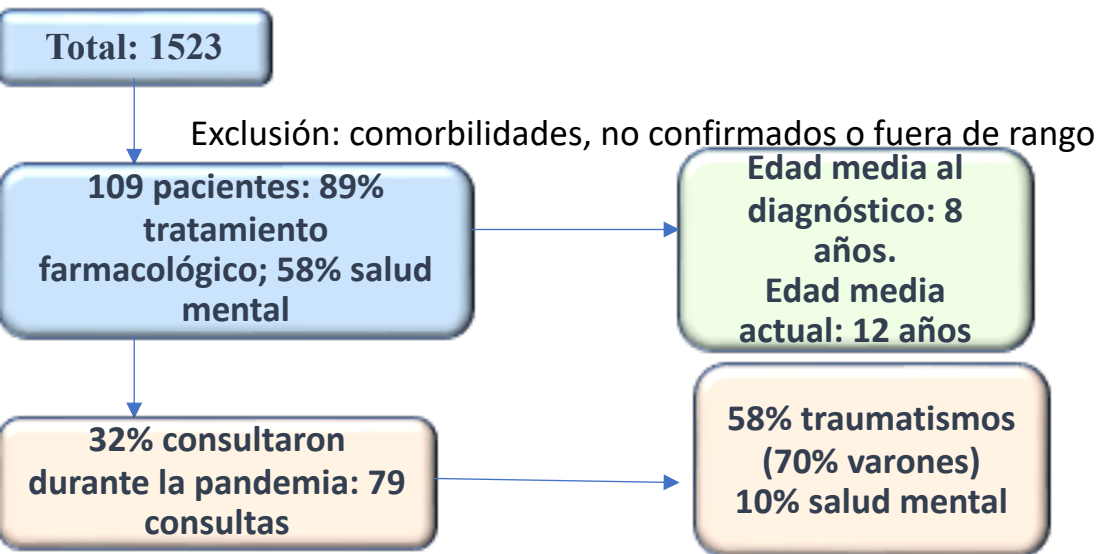 Total: 1523
Exclusión: comorbilidades, no confirmados o fuera de rango
109 pacientes: 89%
tratamiento
farmacológico; 58% salud
mental
Edad media al
diagnóstico: 8
años.
Edad media
actual: 12 años
32% consultaron
durante la pandemia: 79
consultas
58% traumatismos
(70% varones)
10% salud mental